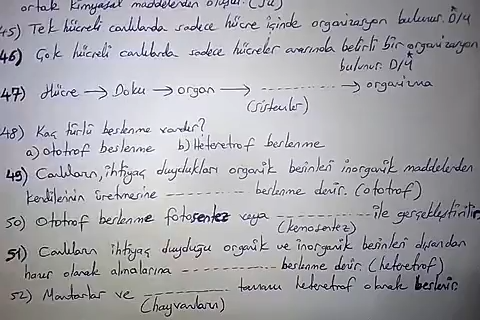 ortak kimyasal maddelerden oluşur. (Su)
45) Tek hücreli canlılarda sadece hücre içinde organizasyon bulunur. D/Y
46) Çok hücreli canlılarda sadece hücreler arasında belirli bir organizasyon
bulunur. D/Y
47) Hücre → Doku → organ → ............ → organizma
(sistemler)
48) Kaç türlü beslenme vardır?
a) Ototrof beslenme b) Heterotrof beslenme
49) Canlıların, ihtiyaç duydukları organik besinleri inorganik maddelerden
kendilerinin üretmesine ------------ beslenme denir. (ototrof)
50) Ototrof beslenme fotosentez veya ------------ ile gerçekleştirilir.
(kemosentez)
51) Canlıların ihtiyaç duyduğu organik ve inorganik besinleri dışarıdan
hazır olarak almalarına ------------ beslenme denir. (heterotrof)
52) Mantarlar ve ------------ tamamı heterotrof olarak beslenir.
(hayvanların)